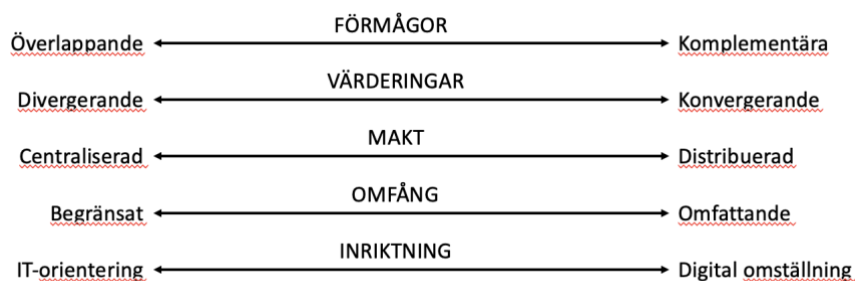 FÖRMÅGOR
Överlappande Komplementära
VÄRDERINGAR
Divergerande Konvergerande
MAKT
Centraliserad Distribuerad
OMFÅNG
Begränsat Omfattande
INRIKTNING
IT-orientering Digital omställning